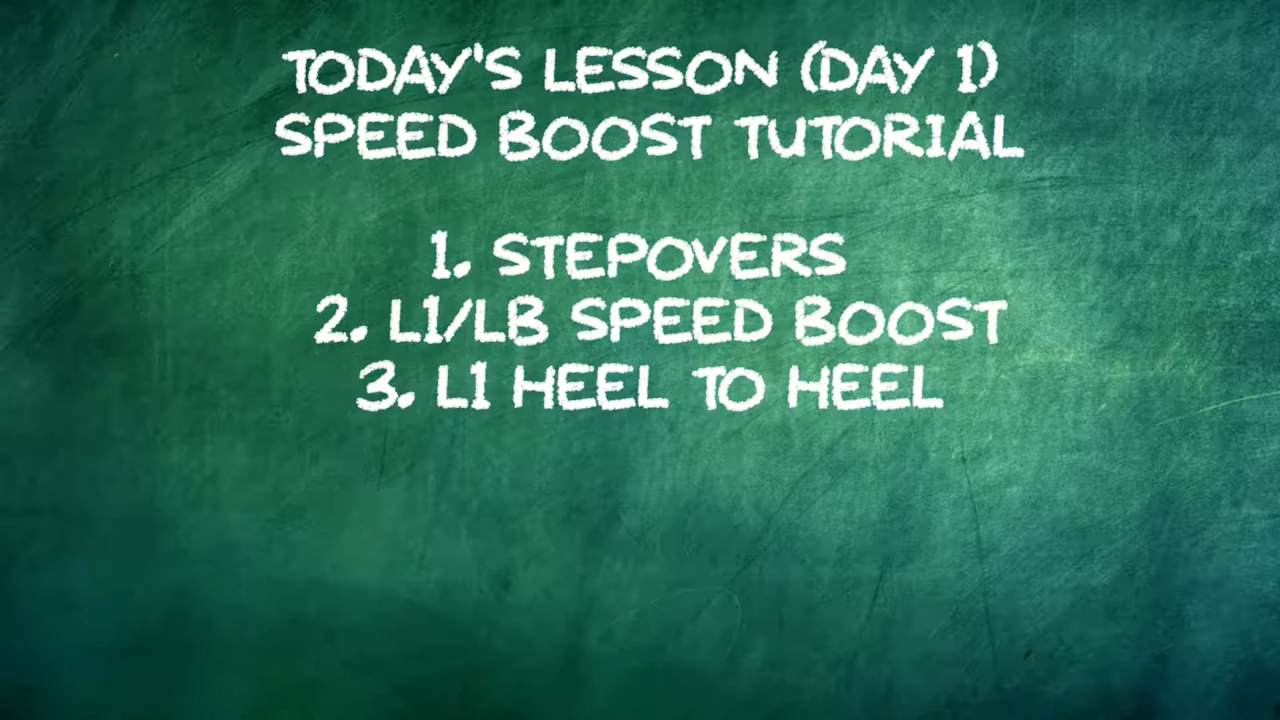 TODAY'S LESSON (DAY 1)
SPEED BOOST TUTORIAL
1. STEPOVERS
2. L1/LB SPEED BOOST
3. L1 HEEL TO HEEL